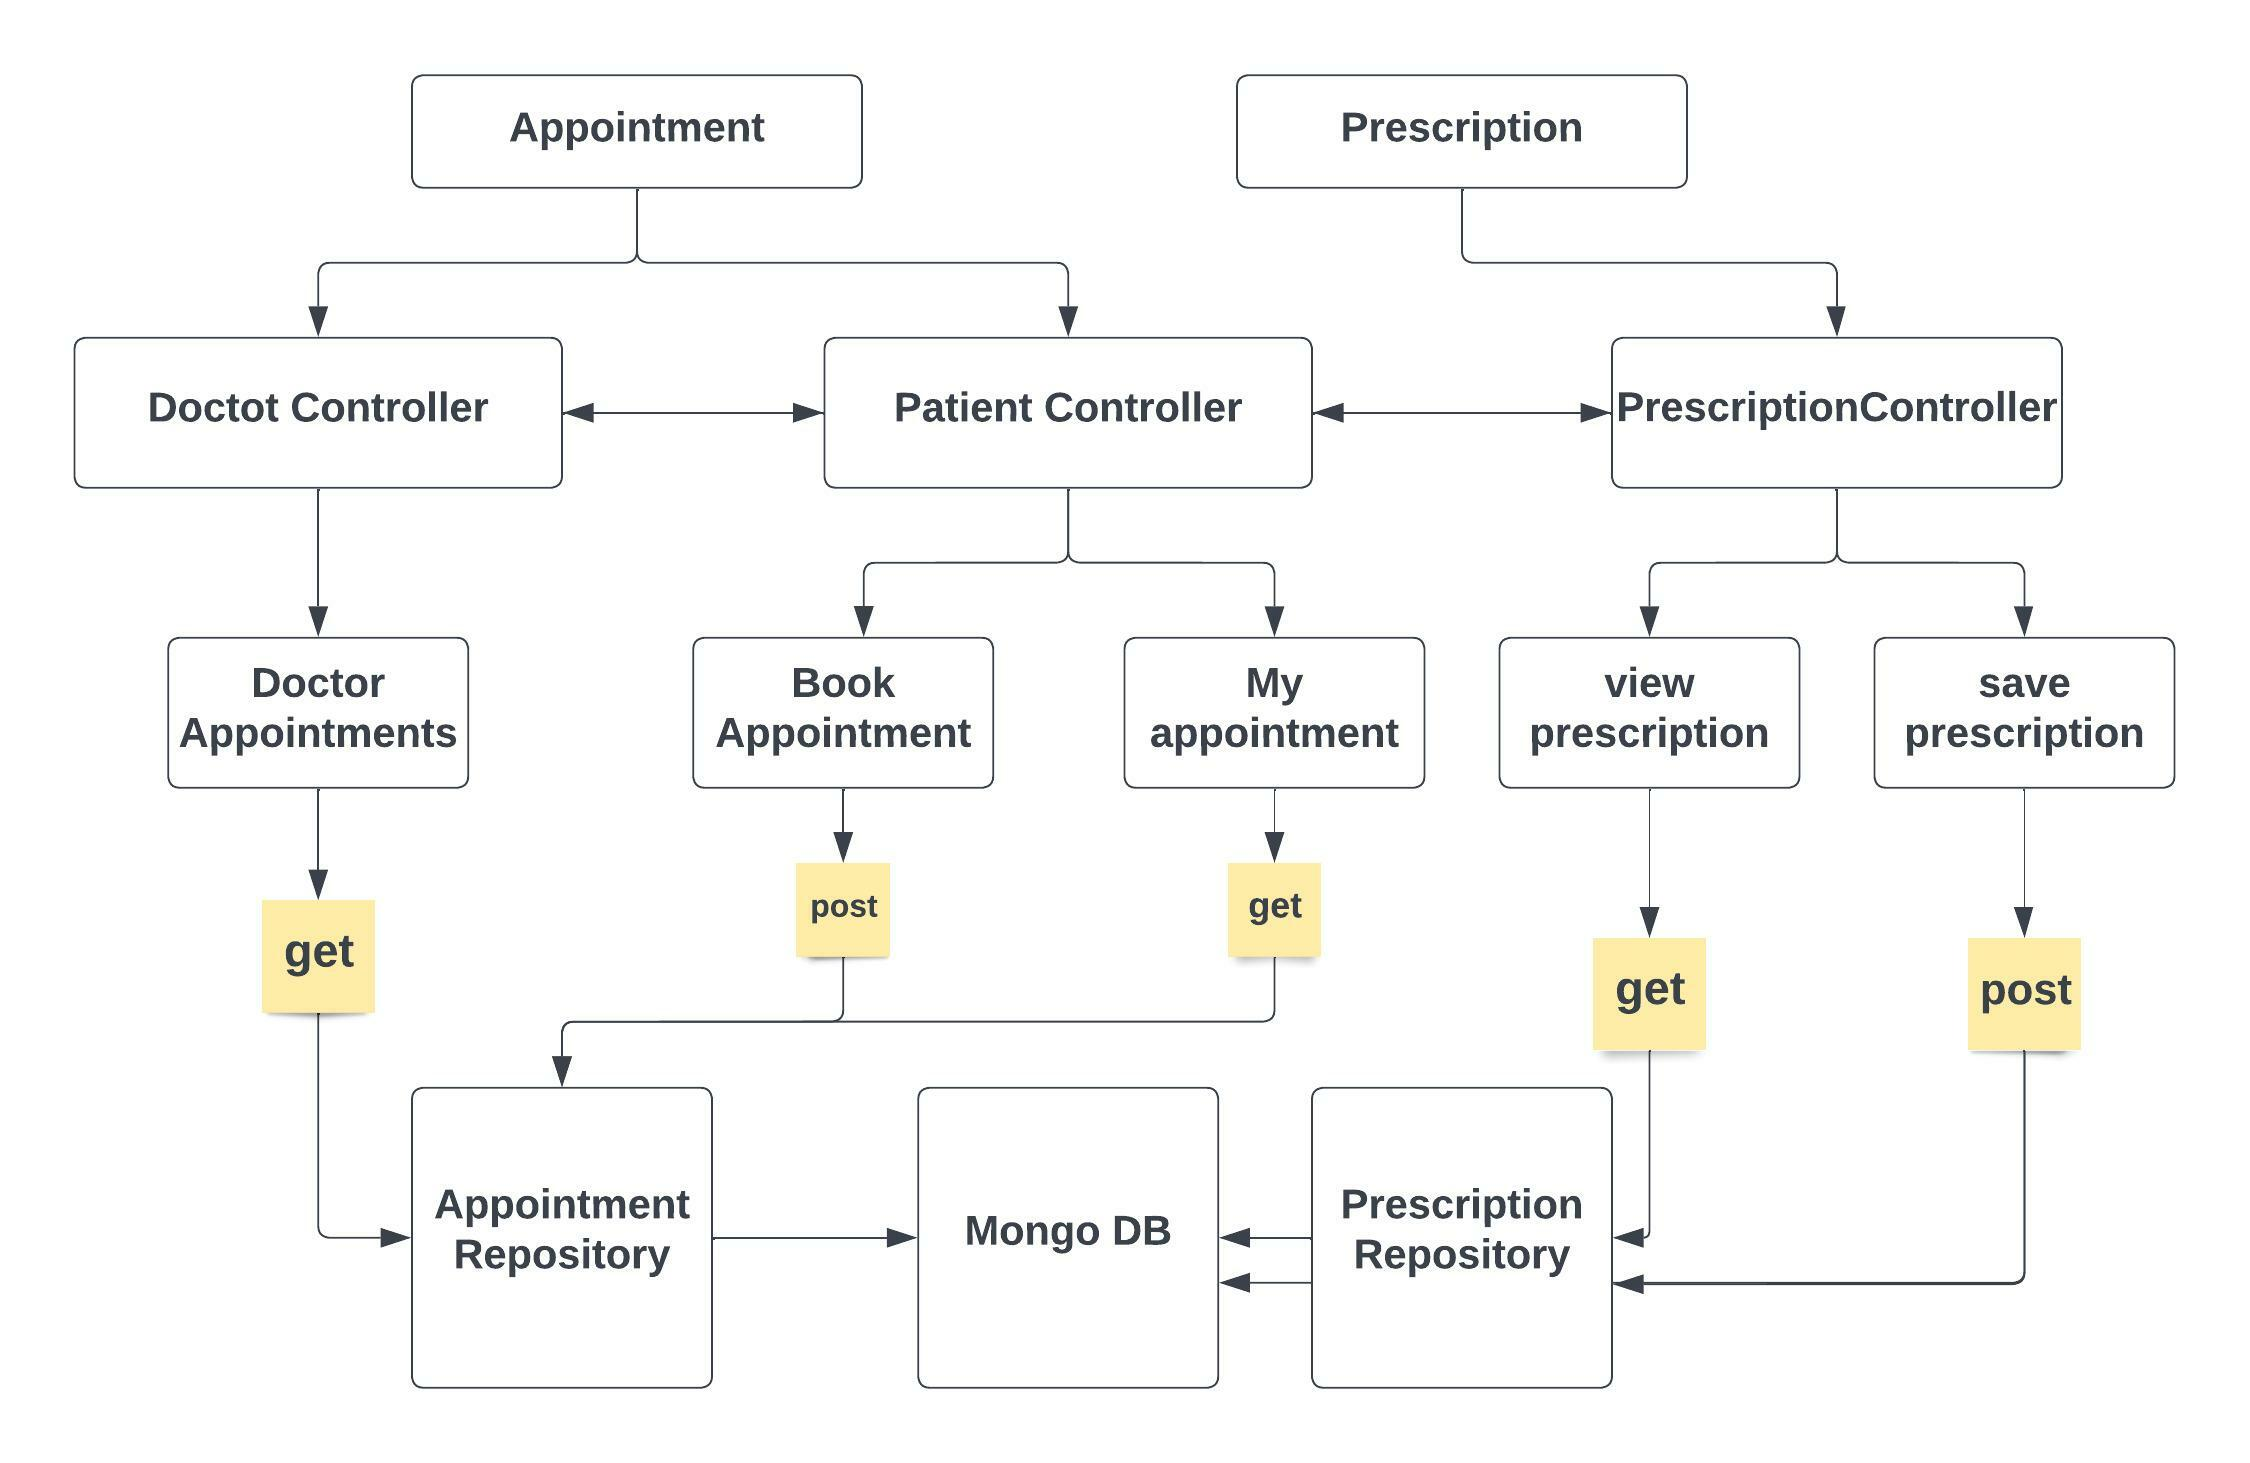 Appointment
Prescription
Doctot Controller
Patient Controller
PrescriptionController
Doctor
Appointments
Book
Appointment
My
appointment
view
prescription
save
prescription
get
post
get
get
post
Appointment
Repository
Mongo DB
Prescription
Repository